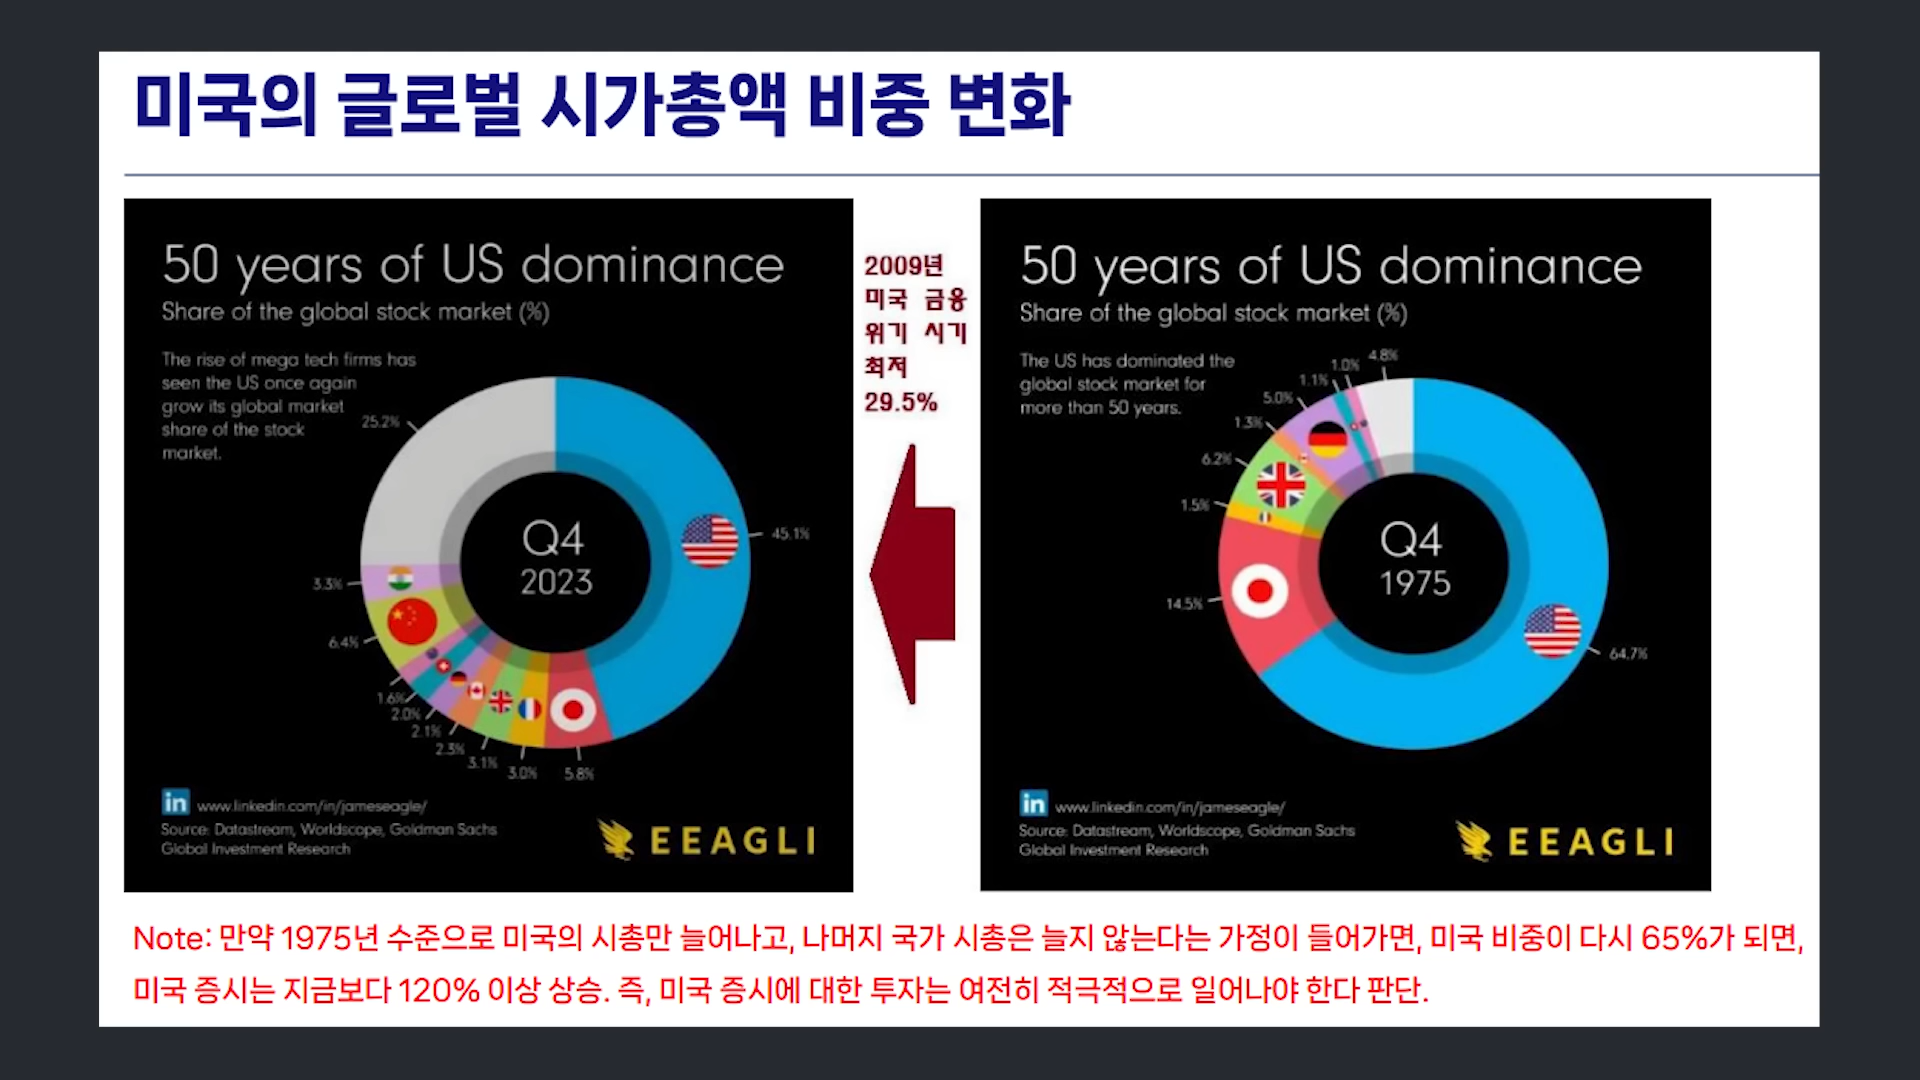 미국의 글로벌 시가총액 비중 변화
50 years of US dominance
Share of the global stock market (%)
The rise of mega tech firms has
seen the US once again
grow its global market
share of the stock
market.
25.2%
45.1%
Q4
2023
3.3%
6.4%
1.6%
2.0%
2.1%
2.3%
3.1%
3.0%
5.8%
in www.linkedin.com/in/jameseagle/
Source: Datastream, Worldscope, Goldman Sachs
Global Investment Research
EEAGLI
2009년
미국 금융
위기 시기
최저
29.5%
50 years of US dominance
Share of the global stock market (%)
The US has dominated the
global stock market for
more than 50 years.
4.8%
1.0%
1.1%
5.0%
1.3%
6.2%
1.5%
14.5%
Q4
1975
64.7%
in www.linkedin.com/in/jameseagle/
Source: Datastream, Worldscope, Goldman Sachs
Global Investment Research
EEAGLI
Note: 만약 1975년 수준으로 미국의 시총만 늘어나고, 나머지 국가 시총은 늘지 않는다는 가정이 들어가면, 미국 비중이 다시 65%가 되면,
미국 증시는 지금보다 120% 이상 상승. 즉, 미국 증시에 대한 투자는 여전히 적극적으로 일어나야 한다 판단.